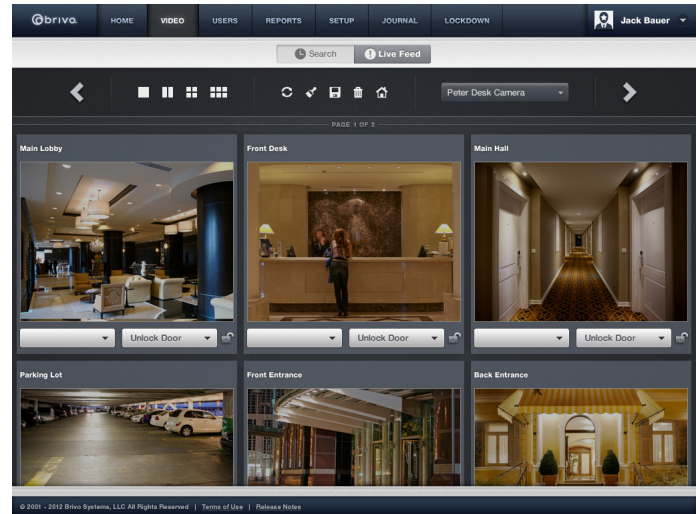 brivo.
HOME VIDEO USERS REPORTS SETUP JOURNAL LOCKDOWN Jack Bauer
Search Live Feed
Peter Desk Camera
PAGE 1 OF 2
Main Lobby Front Desk Main Hall
Unlock Door Unlock Door Unlock Door
Parking Lot Front Entrance Back Entrance
© 2001 - 2012 Brivo Systems, LLC All Rights Reserved | Terms of Use | Release Notes